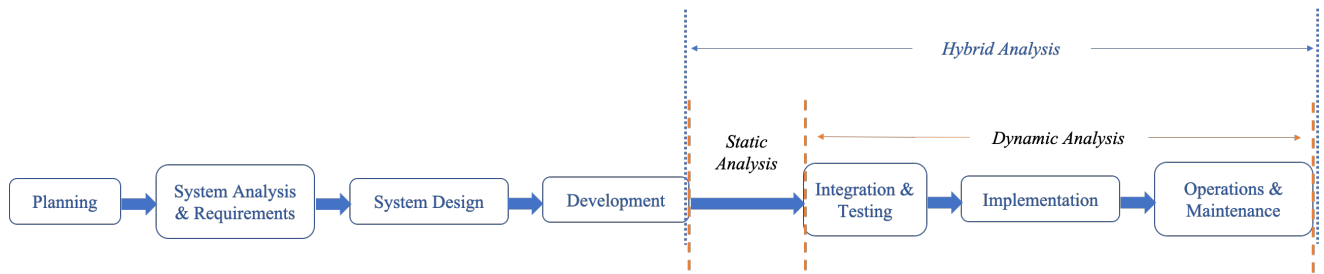 Hybrid Analysis
Static
Analysis
Dynamic Analysis
Planning
System Analysis
& Requirements
System Design
Development
Integration &
Testing
Implementation
Operations &
Maintenance